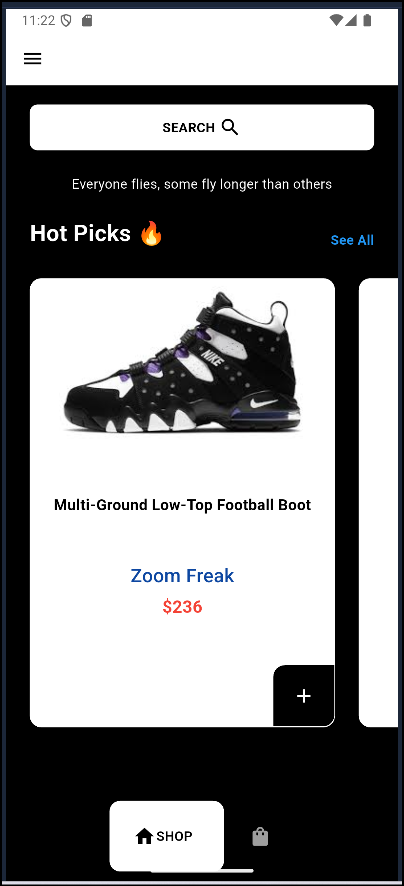 11:22
SEARCH
Everyone flies, some fly longer than others
Hot Picks 🔥
See All
NIKE
Multi-Ground Low-Top Football Boot
Zoom Freak
$236
+
SHOP